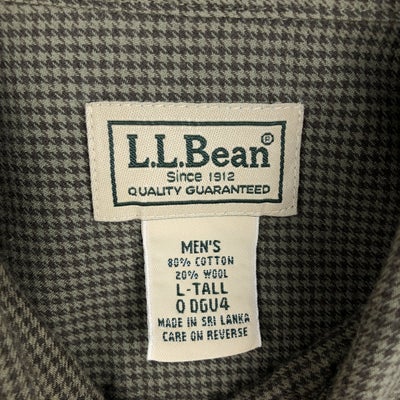 L.L.Bean®
Since 1912
QUALITY GUARANTEED
MEN'S
80% COTTON
20% WOOL
L-TALL
0 DGU4
MADE IN SRI LANKA
CARE ON REVERSE